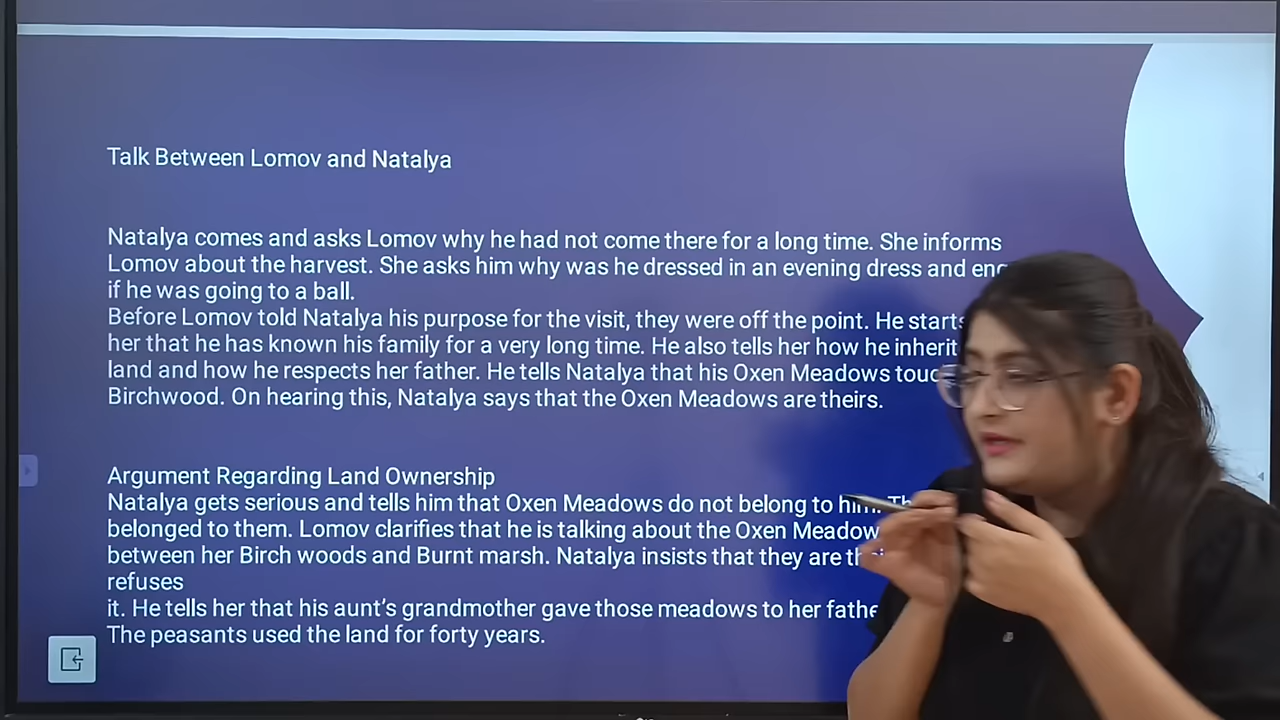 Talk Between Lomov and Natalya
Natalya comes and asks Lomov why he had not come there for a long time. She informs
Lomov about the harvest. She asks him why was he dressed in an evening dress and
if he was going to a ball.
Before Lomov told Natalya his purpose for the visit, they were off the point. He starts
her that he has known his family for a very long time. He also tells her how he
land and how he respects her father. He tells Natalya that his Oxen Meadows
Birchwood. On hearing this, Natalya says that the Oxen Meadows are theirs.
Argument Regarding Land Ownership
Natalya gets serious and tells him that Oxen Meadows do not belong to him.
belonged to them. Lomov clarifies that he is talking about the Oxen
between her Birch woods and Burnt marsh. Natalya insists that they are
refuses
it. He tells her that his aunt's grandmother gave those meadows to her
The peasants used the land for forty years.